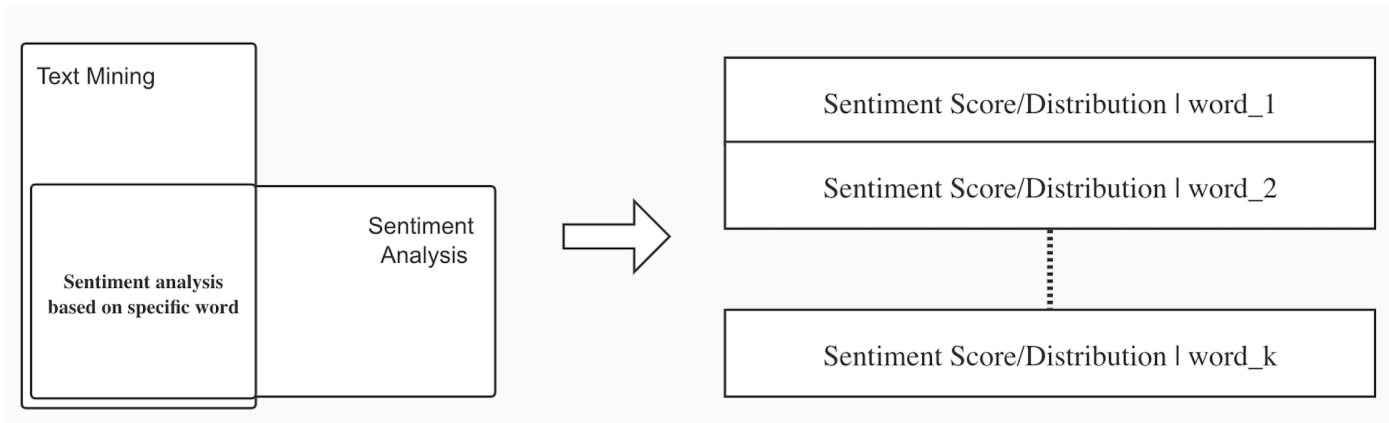 Text Mining
Sentiment
Analysis
Sentiment analysis
based on specific word
Sentiment Score/Distribution | word_1
Sentiment Score/Distribution | word_2
Sentiment Score/Distribution | word_k